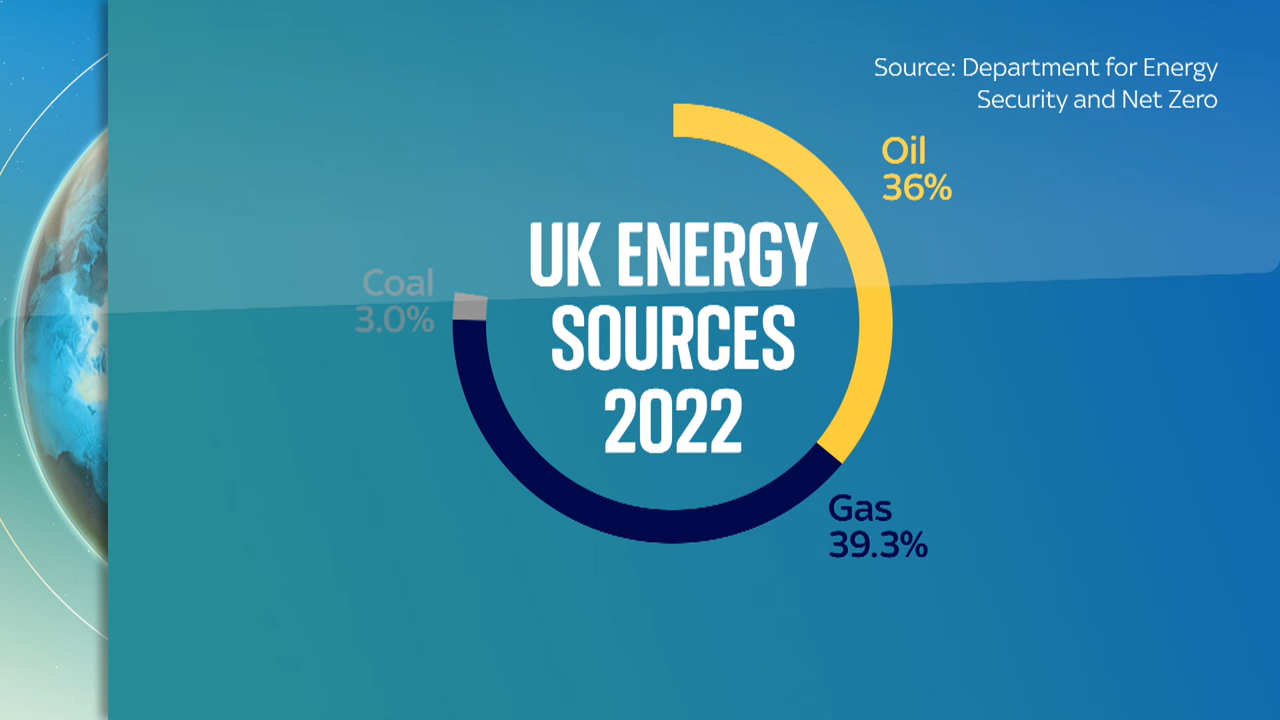 Source: Department for Energy
Security and Net Zero
Oil
36%
UK ENERGY
SOURCES
2022
Coal
3.0%
Gas
39.3%